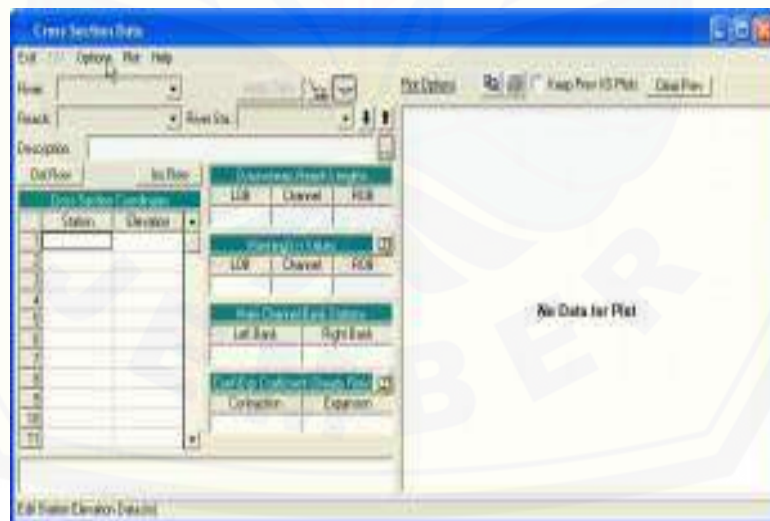 Cross Section Data
Exit Edit Options Plot Help
River:
Apply Data
Plot Options
Keep Prev XS Plots
Clear Prev
Reach:
River Sta.:
Description
Del Row
Ins Row
Downstream Reach Lengths
Cross Section Coordinates
LOB Channel ROB
Station Elevation
1
2
3
4
5
6
7
8
9
10
11
Manning's n Values
LOB Channel ROB
Main Channel Bank Stations
Left Bank Right Bank
Cont\Exp Coefficient (Steady Flow)
Contraction Expansion
No Data for Plot
Edit Station Elevation Data (m)